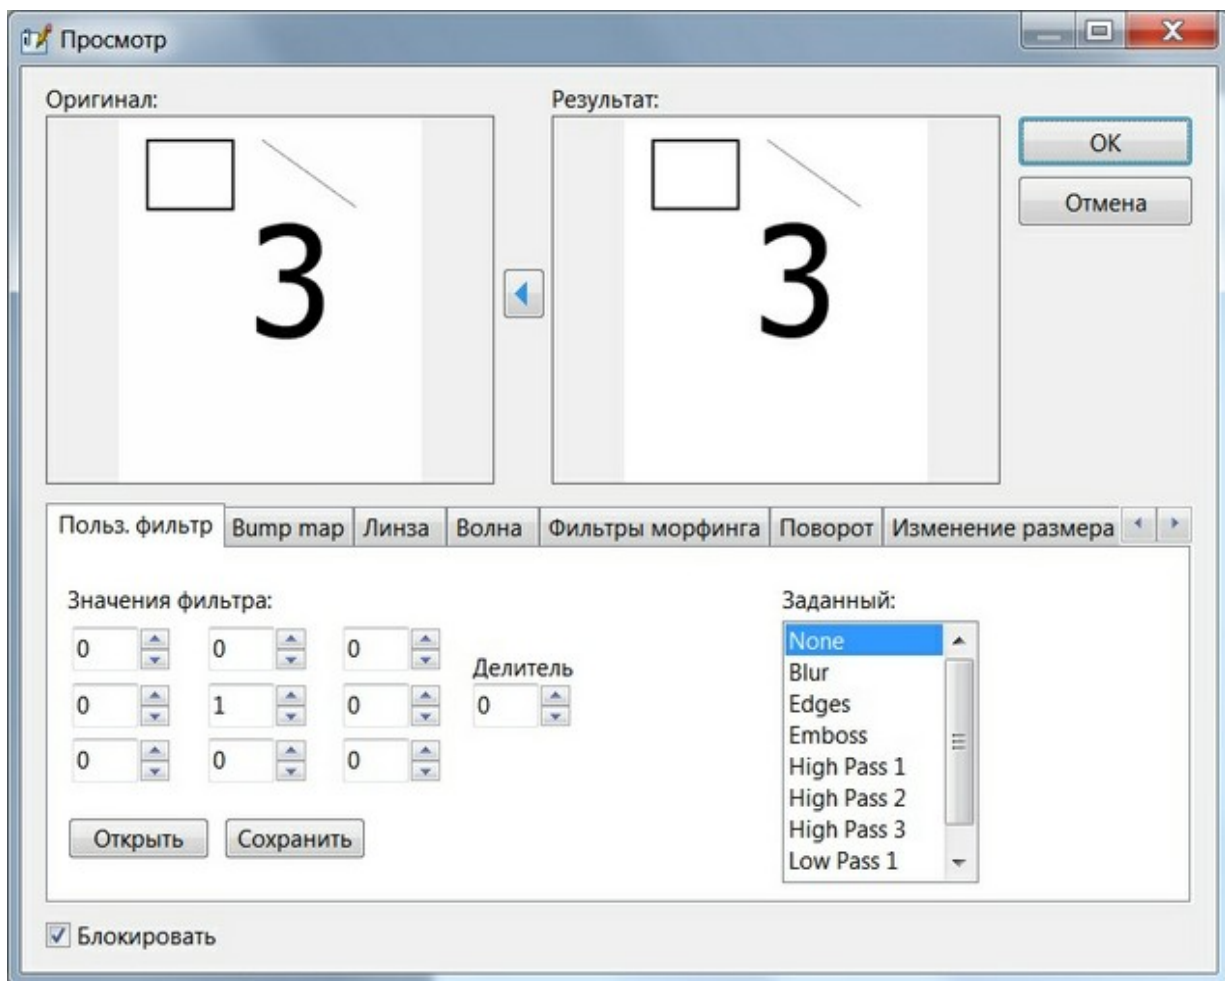 Просмотр
Оригинал:
Результат:
3
3
OK
Отмена
Польз. фильтр Bump map Линза Волна Фильтры морфинга Поворот Изменение размера
Значения фильтра:
Заданный:
0 0 0
Делитель
0 1 0 0
0 0 0
None
Blur
Edges
Emboss
High Pass 1
High Pass 2
High Pass 3
Low Pass 1
Открыть Сохранить
Блокировать